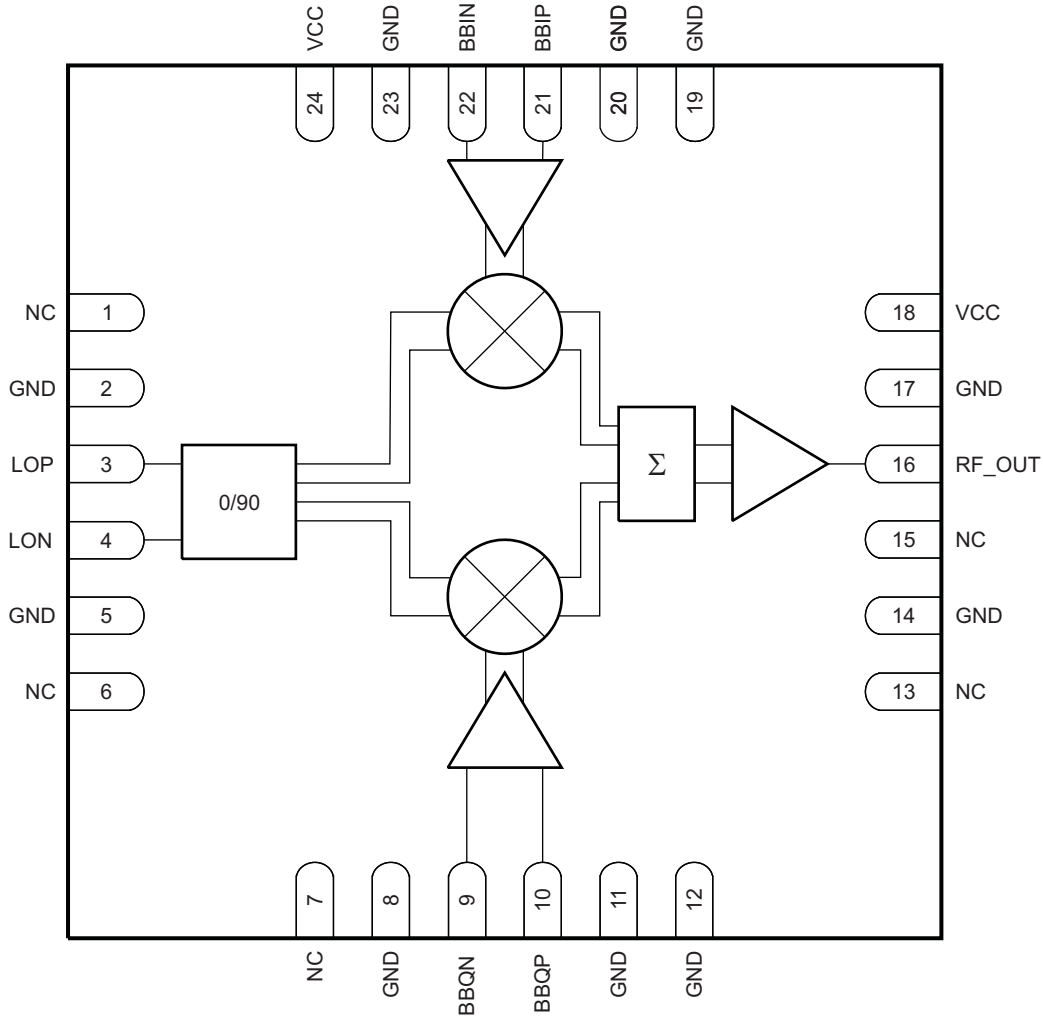 VCC
GND
BBIN
BBIP
GND
GND
24
23
22
21
20
19
NC 1
18 VCC
GND 2
17 GND
LOP 3
0/90
Σ
16 RF_OUT
LON 4
15 NC
GND 5
14 GND
NC 6
13 NC
7
8
9
10
11
12
NC
GND
BBQN
BBQP
GND
GND